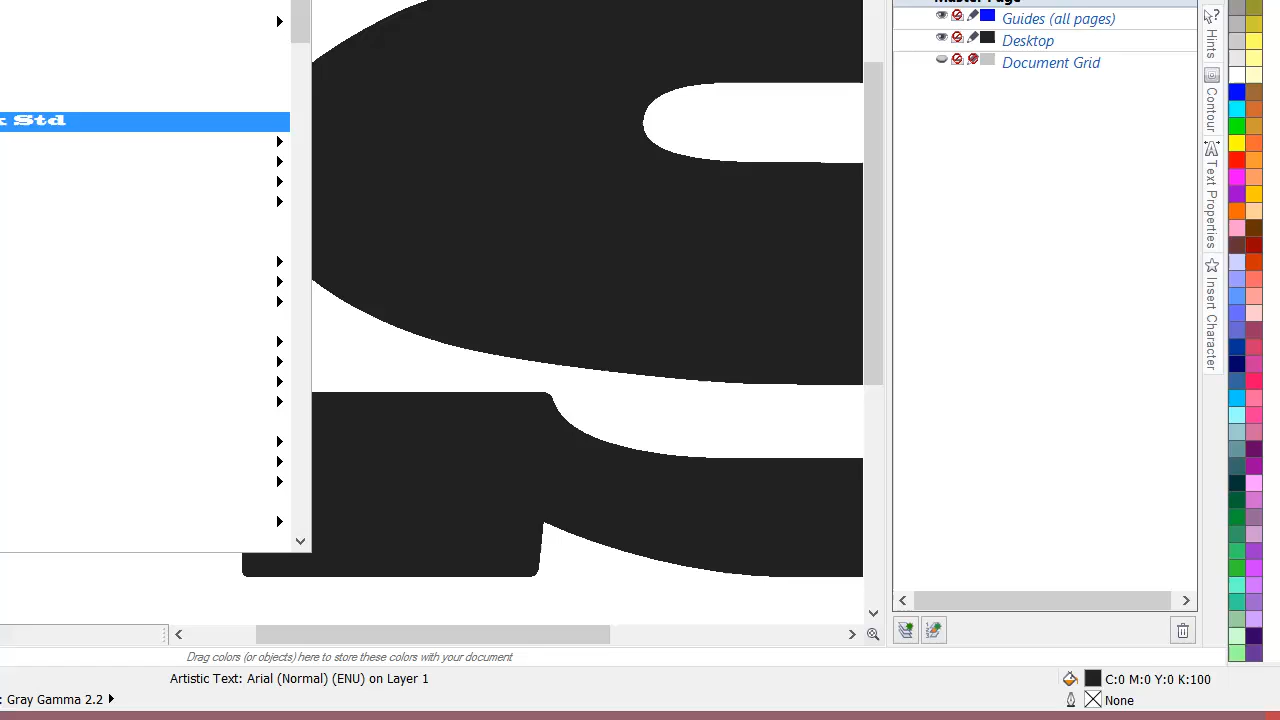 Guides (all pages)
Desktop
Document Grid
k Std
Hints
Contour
Text Properties
Insert Character
Drag colors (or objects) here to store these colors with your document
Artistic Text: Arial (Normal) (ENU) on Layer 1
C:0 M:0 Y:0 K:100
: Gray Gamma 2.2
None